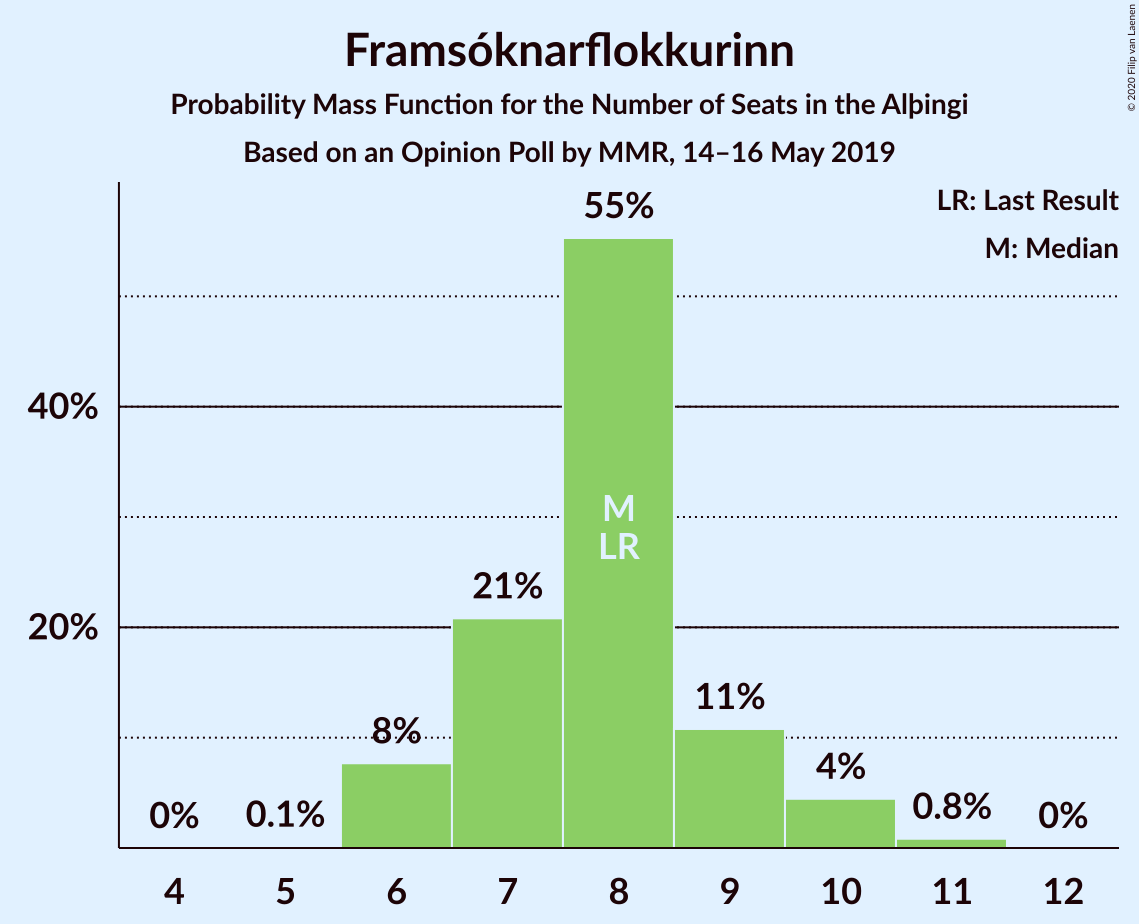 Framsóknarflokkurinn
Probability Mass Function for the Number of Seats in the Alþingi
Based on an Opinion Poll by MMR, 14–16 May 2019
© 2020 Filip van Laenen
LR: Last Result
M: Median
55%
40%
M
LR
21%
20%
11%
8%
4%
0%
0.1%
0.8%
0%
4 5 6 7 8 9 10 11 12